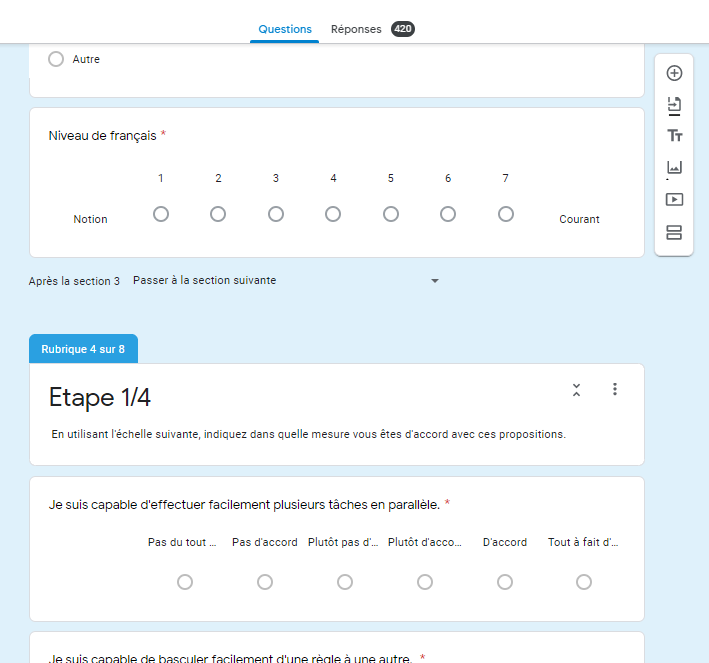 Questions Réponses 420
Autre
Niveau de français *
1 2 3 4 5 6 7
Notion Courant
Après la section 3 Passer à la section suivante
Rubrique 4 sur 8
Etape 1/4
En utilisant l'échelle suivante, indiquez dans quelle mesure vous êtes d'accord avec ces propositions.
Je suis capable d'effectuer facilement plusieurs tâches en parallèle. *
Pas du tout ... Pas d'accord Plutôt pas d'... Plutôt d'acco... D'accord Tout à fait d'...
Je suis capable de basculer facilement d'une règle à une autre. *